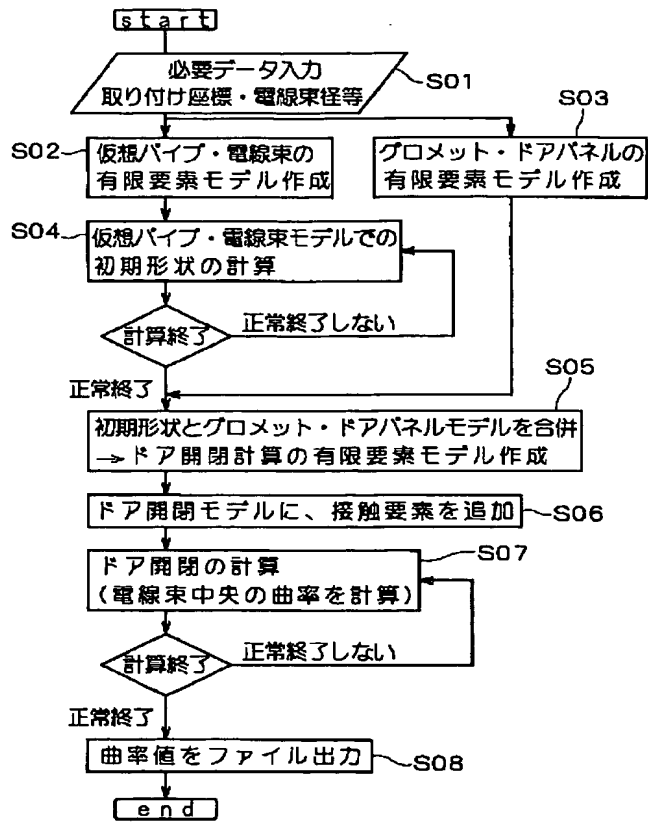 start
必要データ入力
取り付け座標・電線束径等
S01
S03
S02
仮想パイプ・電線束の
有限要素モデル作成
グロメット・ドアパネルの
有限要素モデル作成
S04
仮想パイプ・電線束モデルでの
初期形状の計算
計算終了
正常終了しない
正常終了
S05
初期形状とグロメット・ドアパネルモデルを合併
→ドア開閉計算の有限要素モデル作成
ドア開閉モデルに、接触要素を追加
S06
S07
ドア開閉の計算
(電線束中央の曲率を計算)
計算終了
正常終了しない
正常終了
曲率値をファイル出力
S08
end